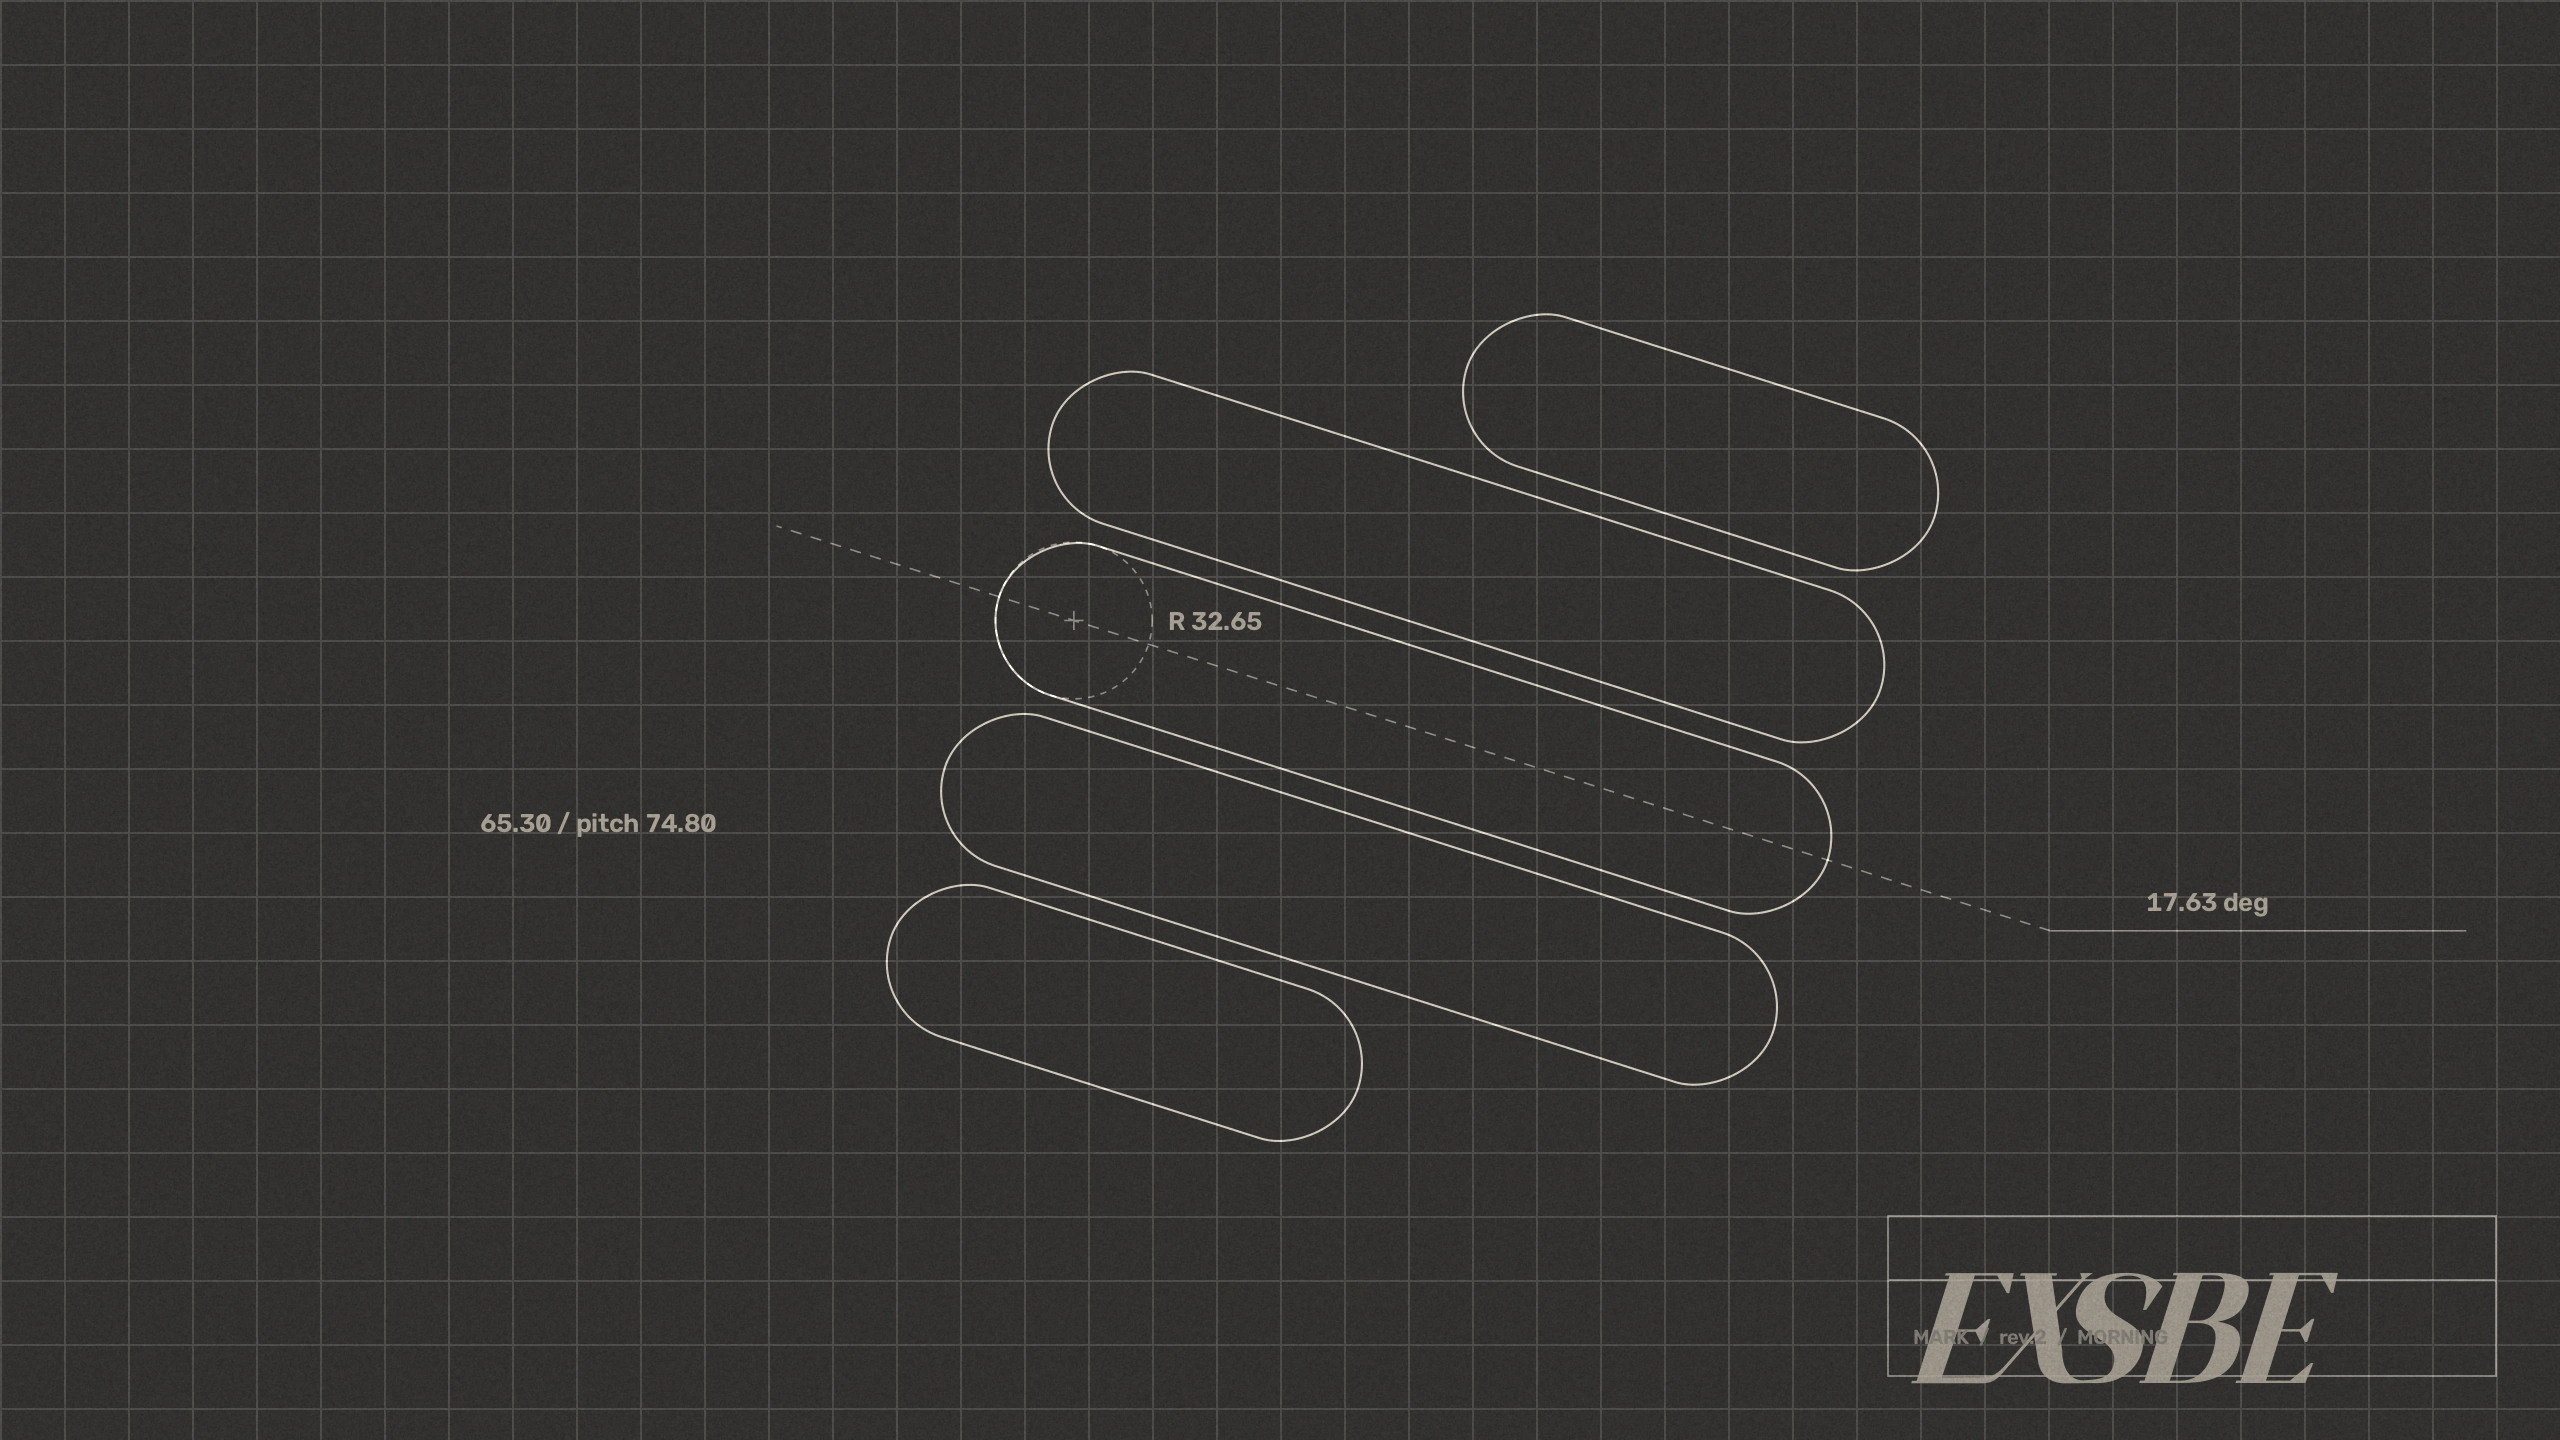 R 32.65
65.30 / pitch 74.80
17.63 deg
EXSBE
MARK / rev.2 / MORNING